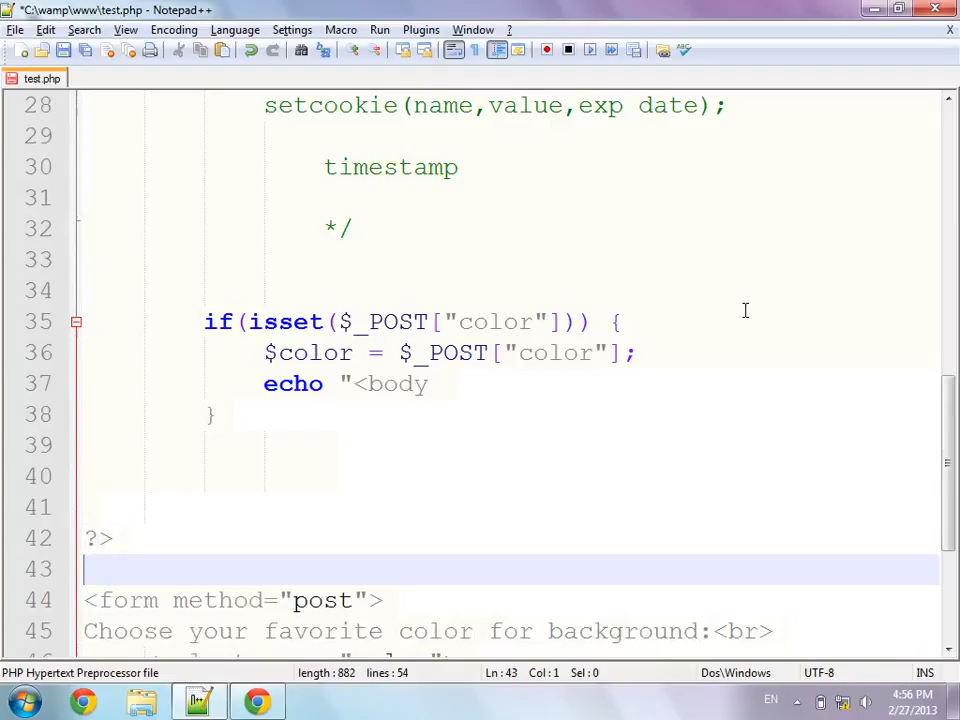 *C:\wamp\www\test.php - Notepad++
File Edit Search View Encoding Language Settings Macro Run Plugins Window ? X
test.php
28 setcookie(name,value,exp date);
29
30 timestamp
31
32 */
33
34
35 if(isset($_POST["color"])) {
36 $color = $_POST["color"];
37 echo "<body
38 }
39
40
41
42 ?>
43
44 <form method="post">
45 Choose your favorite color for background:<br>
46
PHP Hypertext Preprocessor file length : 882 lines : 54 Ln : 43 Col : 1 Sel : 0 Dos\Windows UTF-8 INS
EN 4:56 PM
2/27/2013